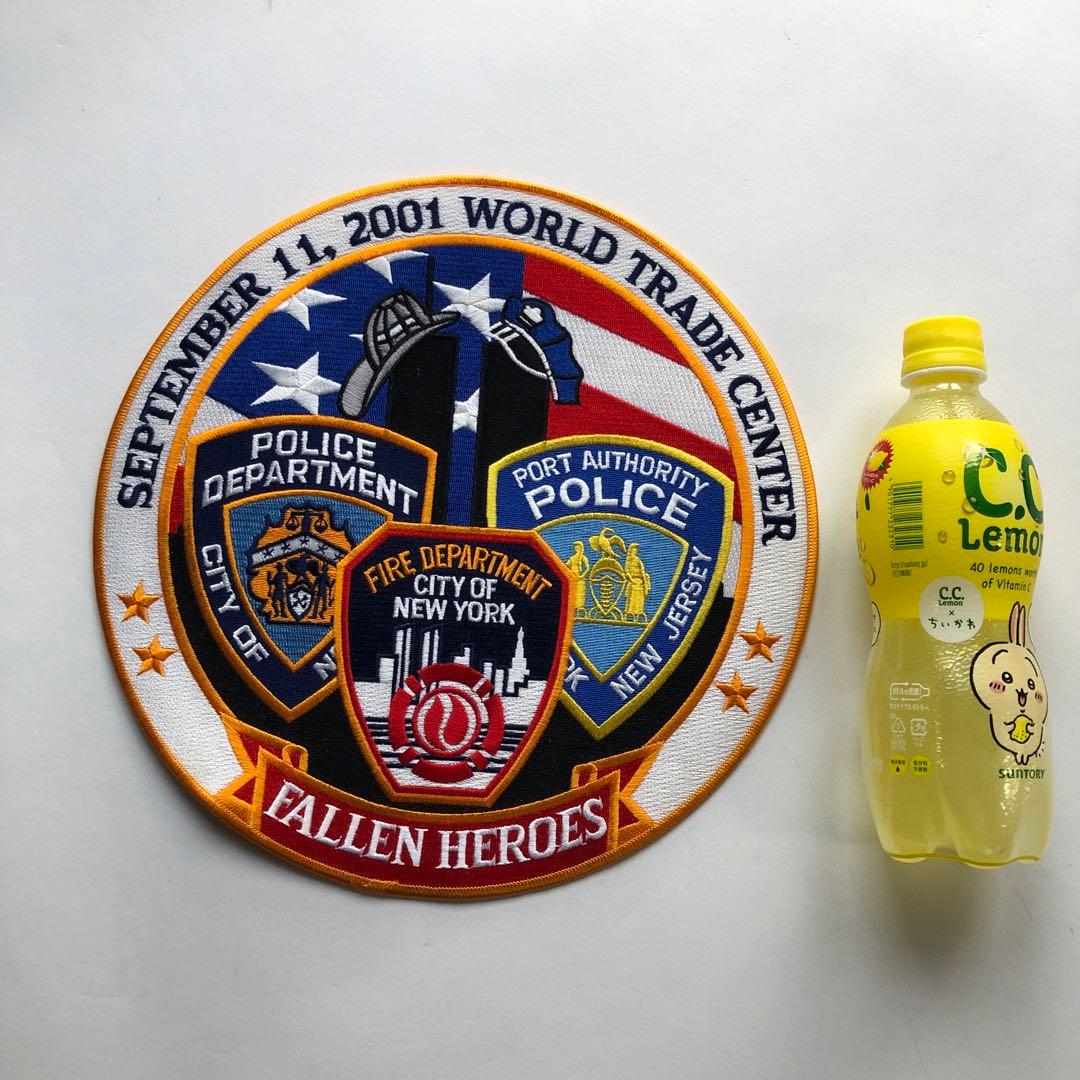 SEPTEMBER 11, 2001 WORLD TRADE CENTER
POLICE
DEPARTMENT
CITY OF
PORT AUTHORITY
POLICE
NEW JERSEY
FIRE DEPARTMENT
CITY OF
NEW YORK
FALLEN HEROES
C.C.
Lemon
40 lemons
of Vitamin C
C.C.
Lemon
×
ちいかわ
SUNTORY